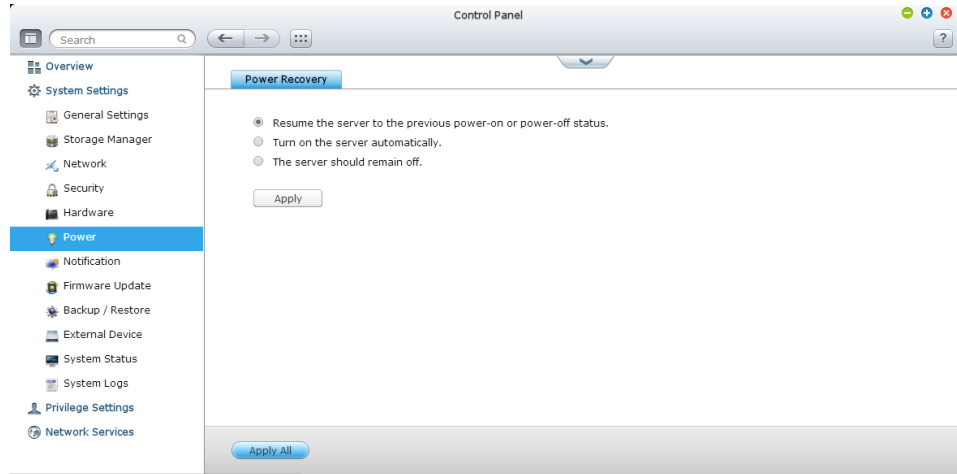 Control Panel
Search
?
Overview
System Settings
General Settings
Storage Manager
Network
Security
Hardware
Power
Notification
Firmware Update
Backup / Restore
External Device
System Status
System Logs
Privilege Settings
Network Services
Power Recovery
Resume the server to the previous power-on or power-off status.
Turn on the server automatically.
The server should remain off.
Apply
Apply All